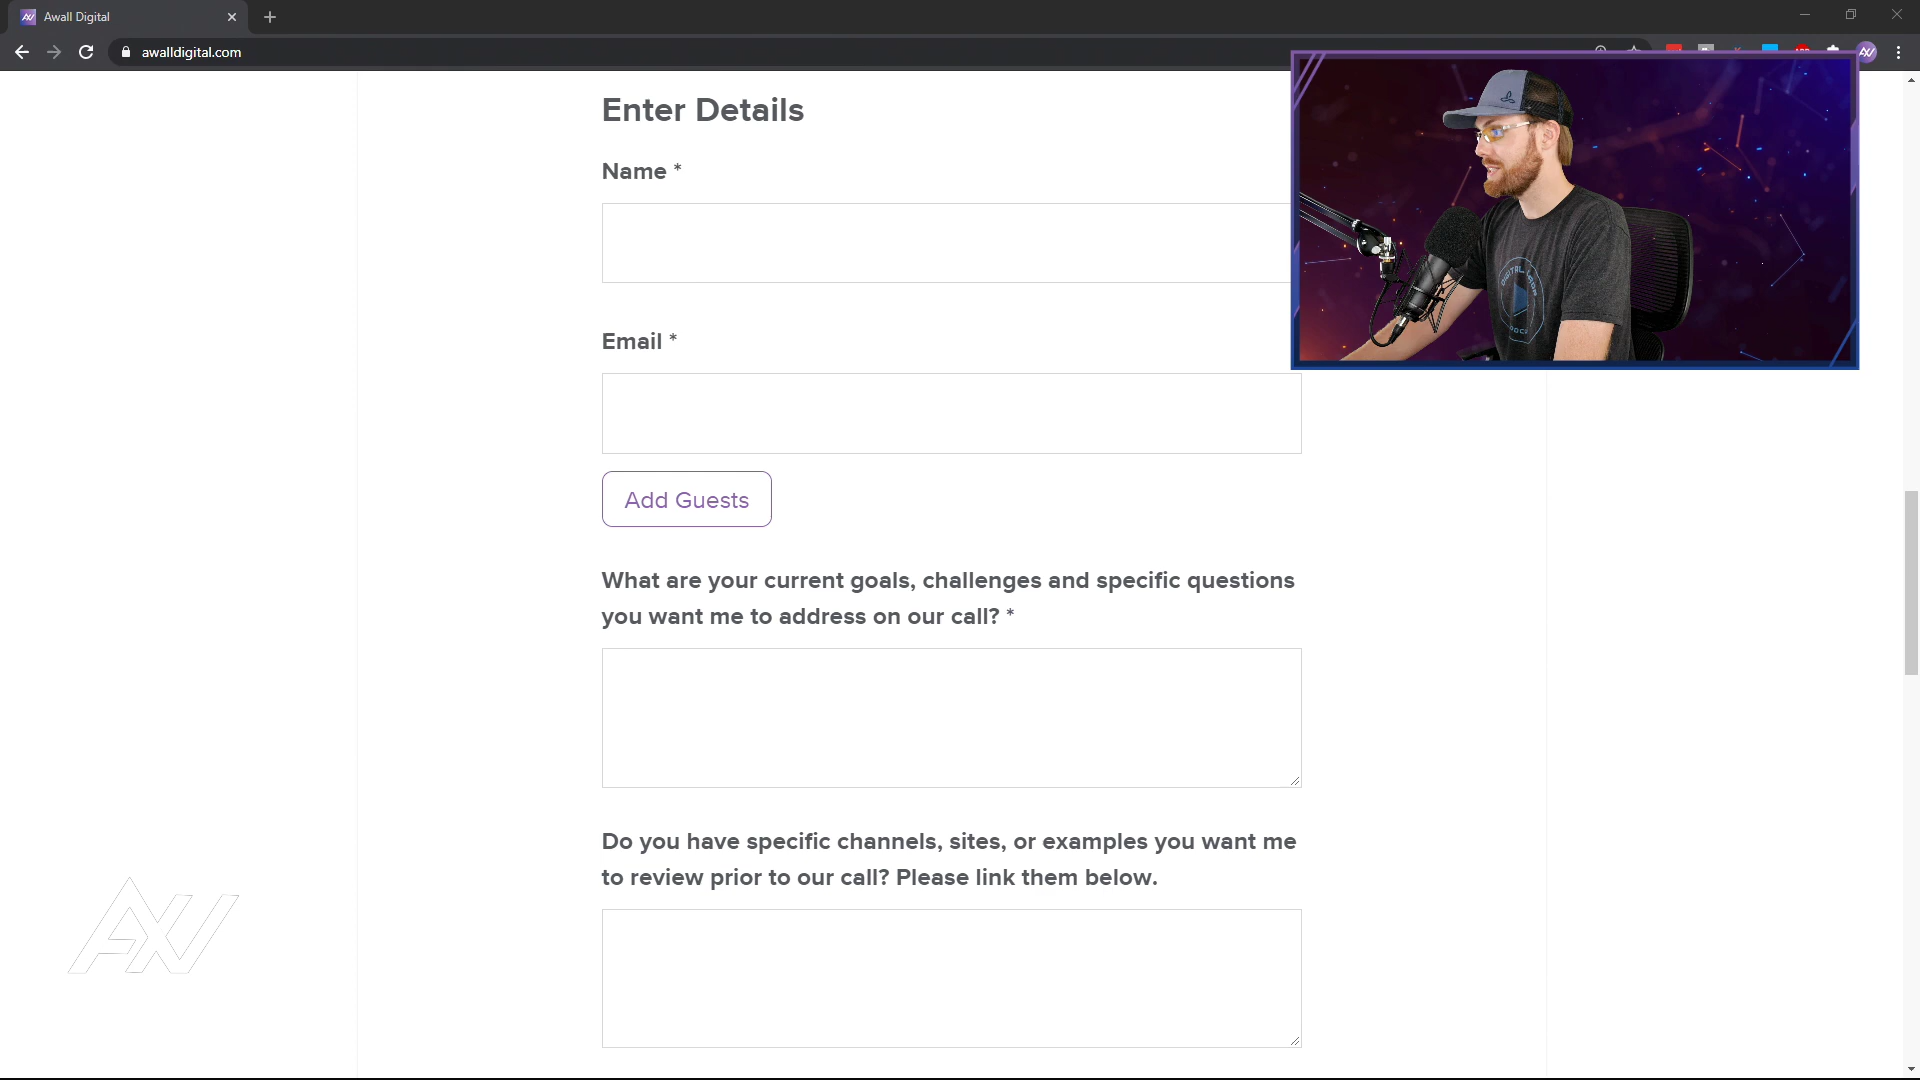 Awall Digital
awalldigital.com
Enter Details
Name *
Email *
Add Guests
What are your current goals, challenges and specific questions
you want me to address on our call? *
Do you have specific channels, sites, or examples you want me
to review prior to our call? Please link them below.